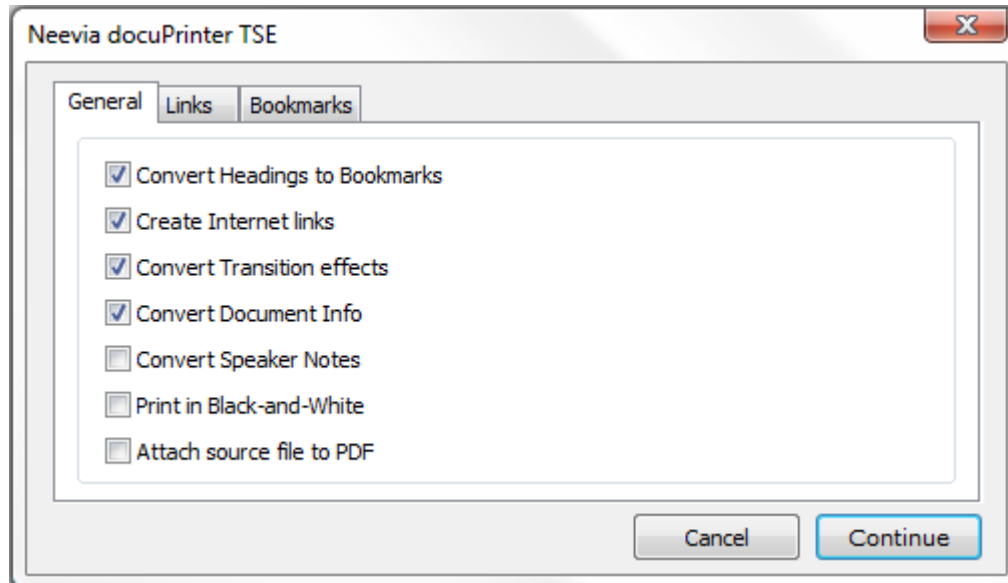 Neevia docuPrinter TSE
General Links Bookmarks
Convert Headings to Bookmarks
Create Internet links
Convert Transition effects
Convert Document Info
Convert Speaker Notes
Print in Black-and-White
Attach source file to PDF
Cancel Continue